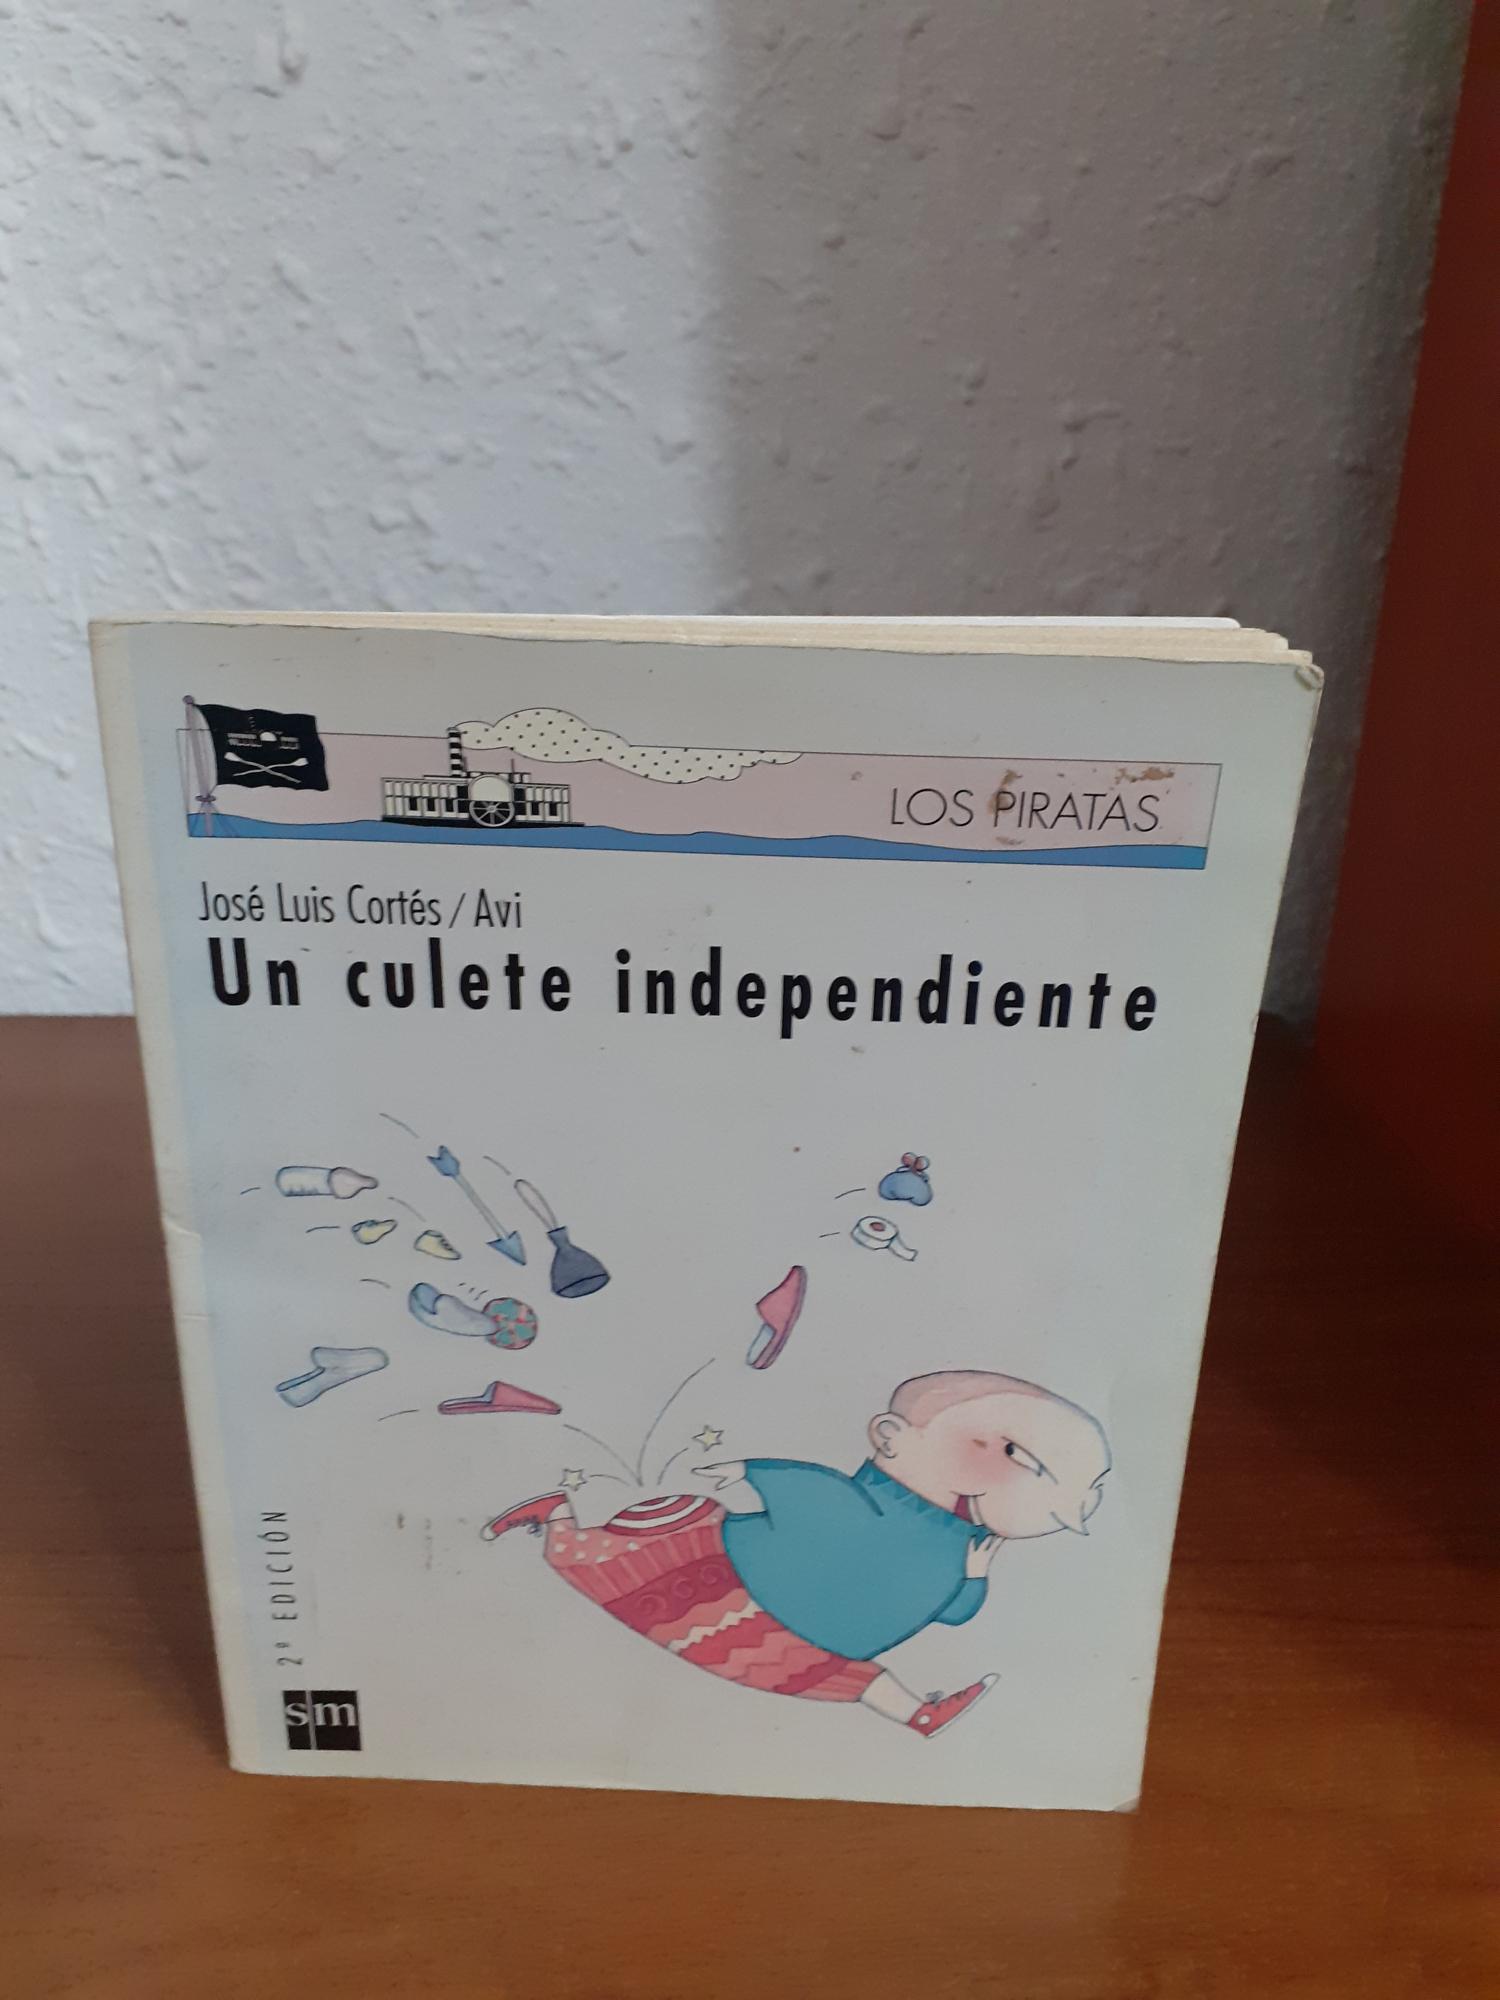 LOS PIRATAS
José Luis Cortés / Avi
Un culete independiente
2ª EDICIÓN
sm